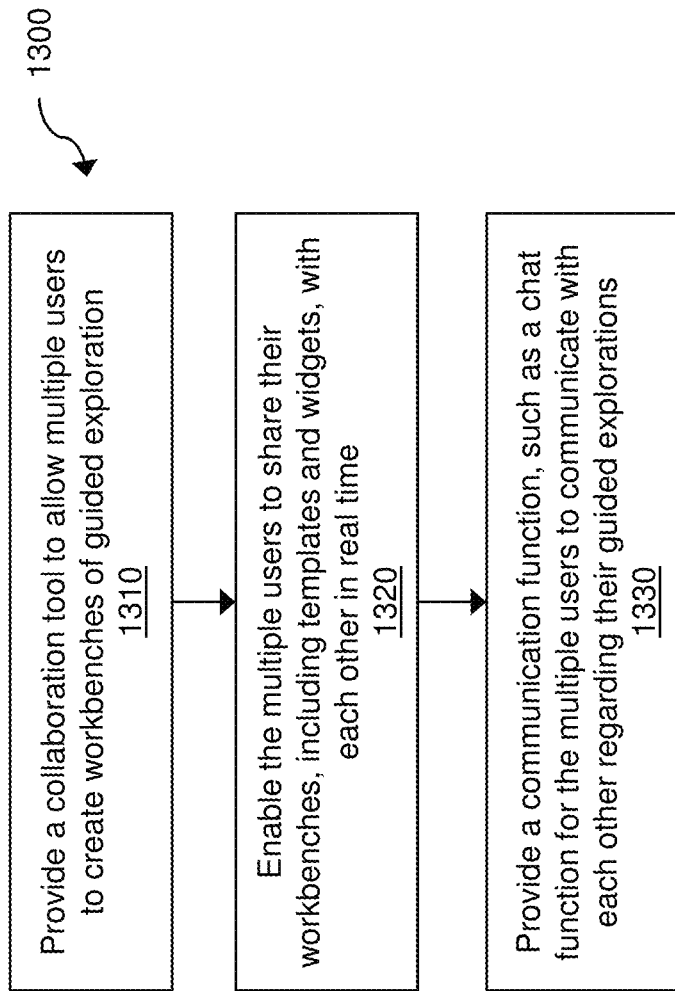 1300
Provide a collaboration tool to allow multiple users
to create workbenches of guided exploration
1310
Enable the multiple users to share their
workbenches, including templates and widgets, with
each other in real time
1320
Provide a communication function, such as a chat
function for the multiple users to communicate with
each other regarding their guided explorations
1330